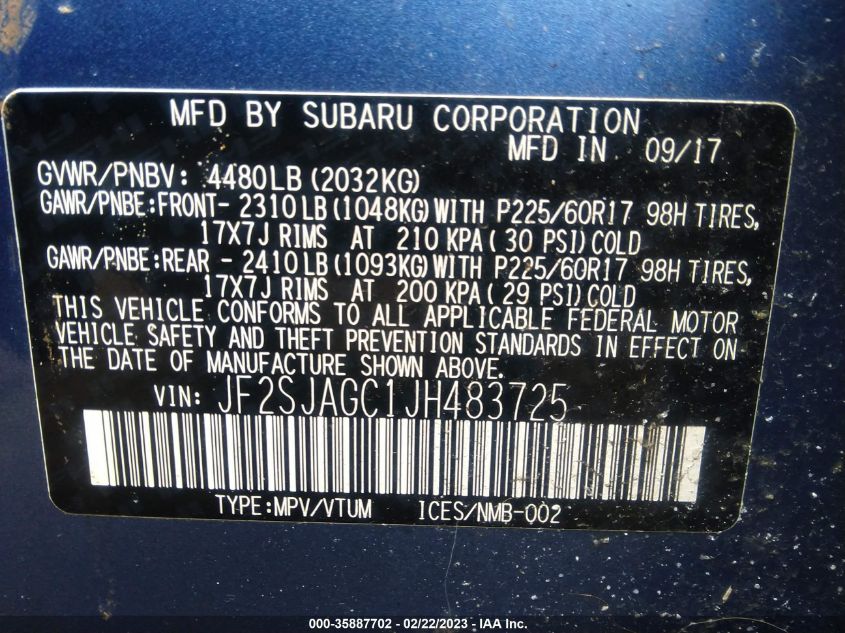 MFD BY SUBARU CORPORATION
MFD IN 09/17
GVWR/PNBV: 4480LB (2032KG)
GAWR/PNBE:FRONT- 2310LB (1048KG) WITH P225/60R17 98H TIRES,
17X7J RIMS AT 210 KPA( 30 PSI) COLD
GAWR/PNBE:REAR - 2410LB (1093KG) WITH P225/60R17 98H TIRES,
17X7J RIMS AT 200 KPA( 29 PSI) COLD
THIS VEHICLE CONFORMS TO ALL APPLICABLE FEDERAL MOTOR
VEHICLE SAFETY AND THEFT PREVENTION STANDARDS IN EFFECT ON
THE DATE OF MANUFACTURE SHOWN ABOVE.
VIN: JF2SJAGC1JH483725
TYPE:MPV/VTUM ICES/NMB-002
000-35887702 - 02/22/2023 - IAA Inc.